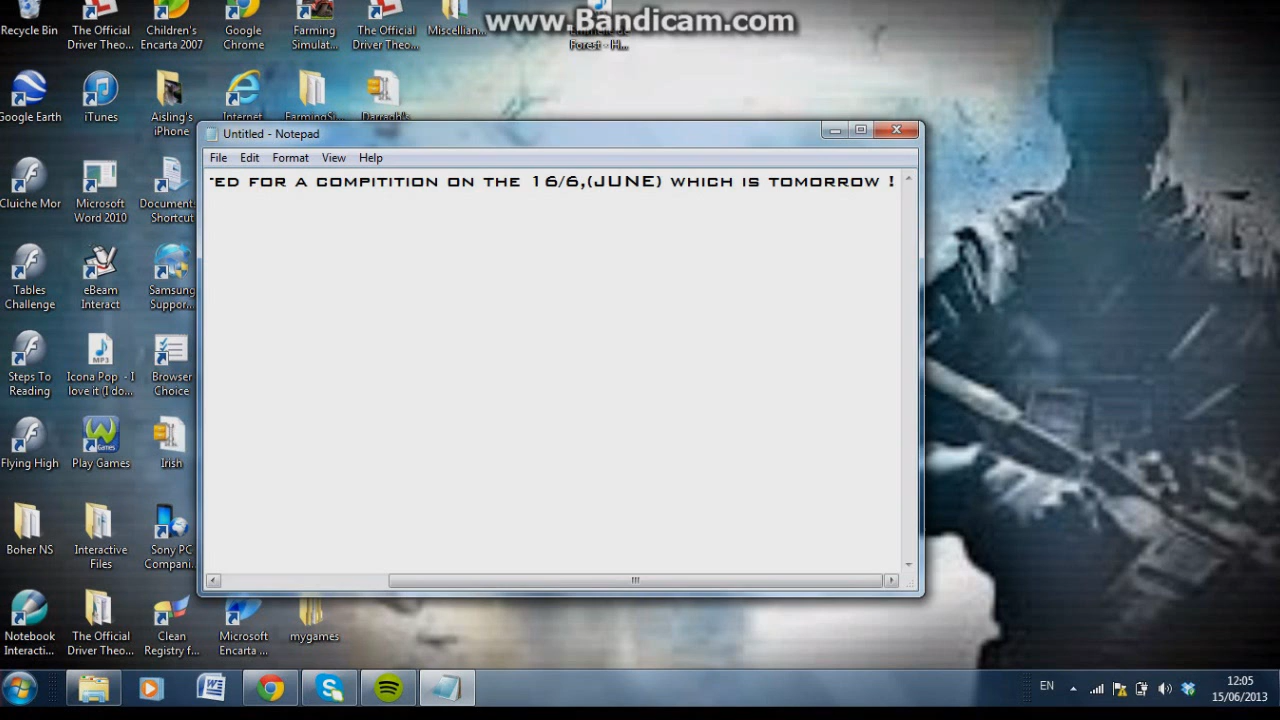 www.Bandicam.com
Recycle Bin
The Official
Driver Theo...
Children's
Encarta 2007
Google
Chrome
Farming
Simulat...
The Official
Driver Theo...
Miscellan...
Forest - H...
Google Earth
iTunes
Aisling's
iPhone
Internet
FarmingSi...
Darragh's
Untitled - Notepad
File Edit Format View Help
ED FOR A COMPITITION ON THE 16/6,(JUNE) WHICH IS TOMORROW !
Cluiche Mor
Microsoft
Word 2010
Document
Shortcut
Tables
Challenge
eBeam
Interact
Samsung
Suppor...
Steps To
Reading
MP3
Icona Pop - I
love it (I do...
Browser
Choice
Flying High
Games
Play Games
Irish
Boher NS
Interactive
Files
Sony PC
Compani...
Notebook
Interacti...
The Official
Driver Theo...
Clean
Registry f...
Microsoft
Encarta ...
mygames
EN
12:05
15/06/2013